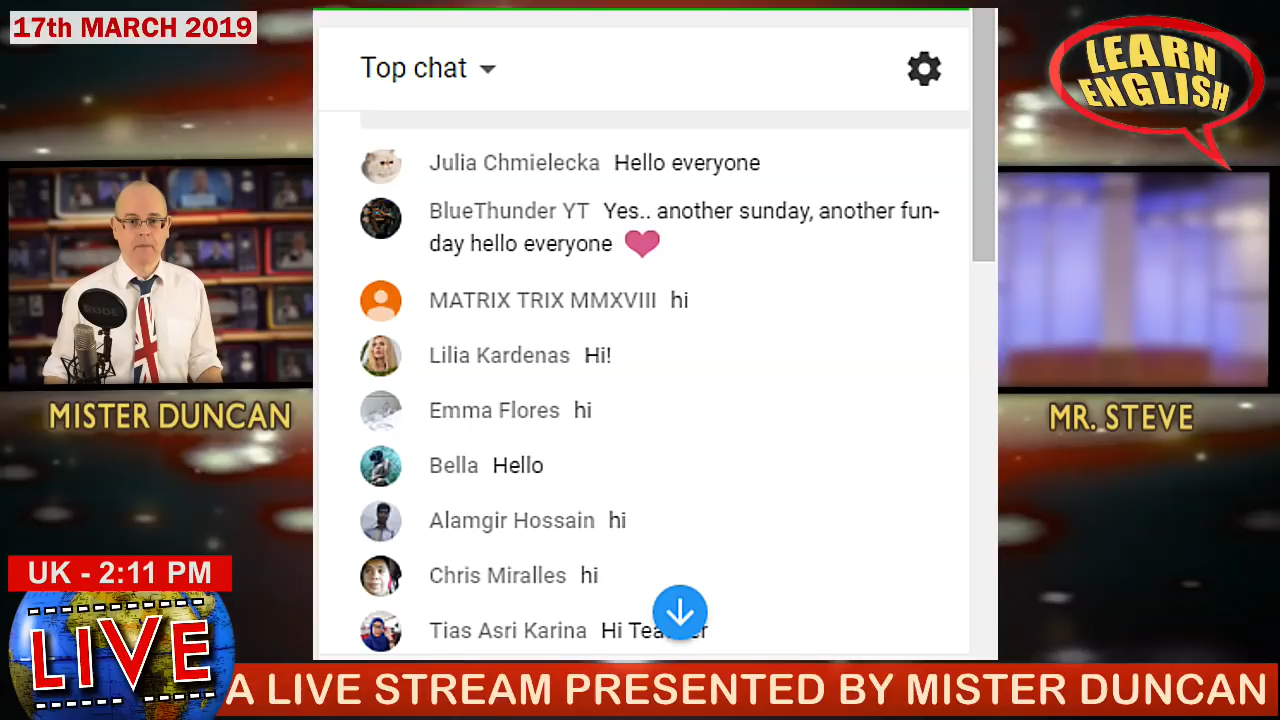 17th MARCH 2019
LEARN
ENGLISH
Top chat
Julia Chmielecka Hello everyone
BlueThunder YT Yes.. another sunday, another fun-
day hello everyone
MATRIX TRIX MMXVIII hi
Lilia Kardenas Hi!
Emma Flores hi
Bella Hello
Alamgir Hossain hi
Chris Miralles hi
Tias Asri Karina Hi
MISTER DUNCAN
MR. STEVE
UK - 2:11 PM
LIVE
A LIVE STREAM PRESENTED BY MISTER DUNCAN